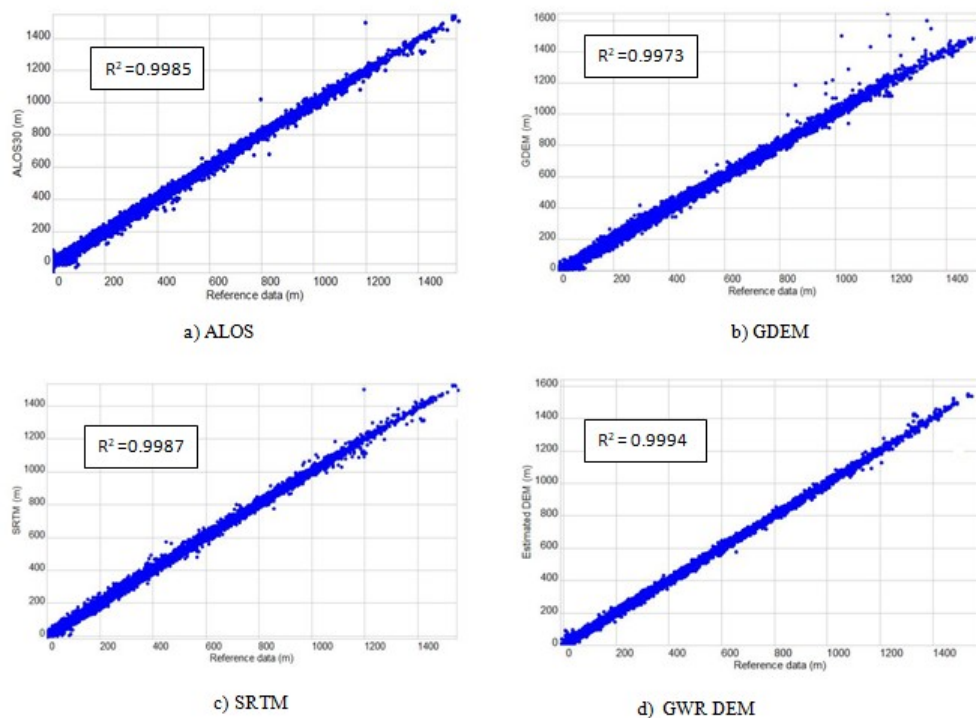 1400
1200
1000
800
600
400
200
0
ALOS30 (m)
R² =0.9985
0 200 400 600 800 1000 1200 1400
Reference data (m)
a) ALOS
1600
1400
1200
1000
800
600
400
200
0
GDEM (m)
R² =0.9973
0 200 400 600 800 1000 1200 1400
Reference data (m)
b) GDEM
1400
1200
1000
800
600
400
200
0
SRTM (m)
R² =0.9987
0 200 400 600 800 1000 1200 1400
Reference data (m)
c) SRTM
1600
1400
1200
1000
800
600
400
200
0
Estimated DEM (m)
R² = 0.9994
0 200 400 600 800 1000 1200 1400
Reference data (m)
d) GWR DEM